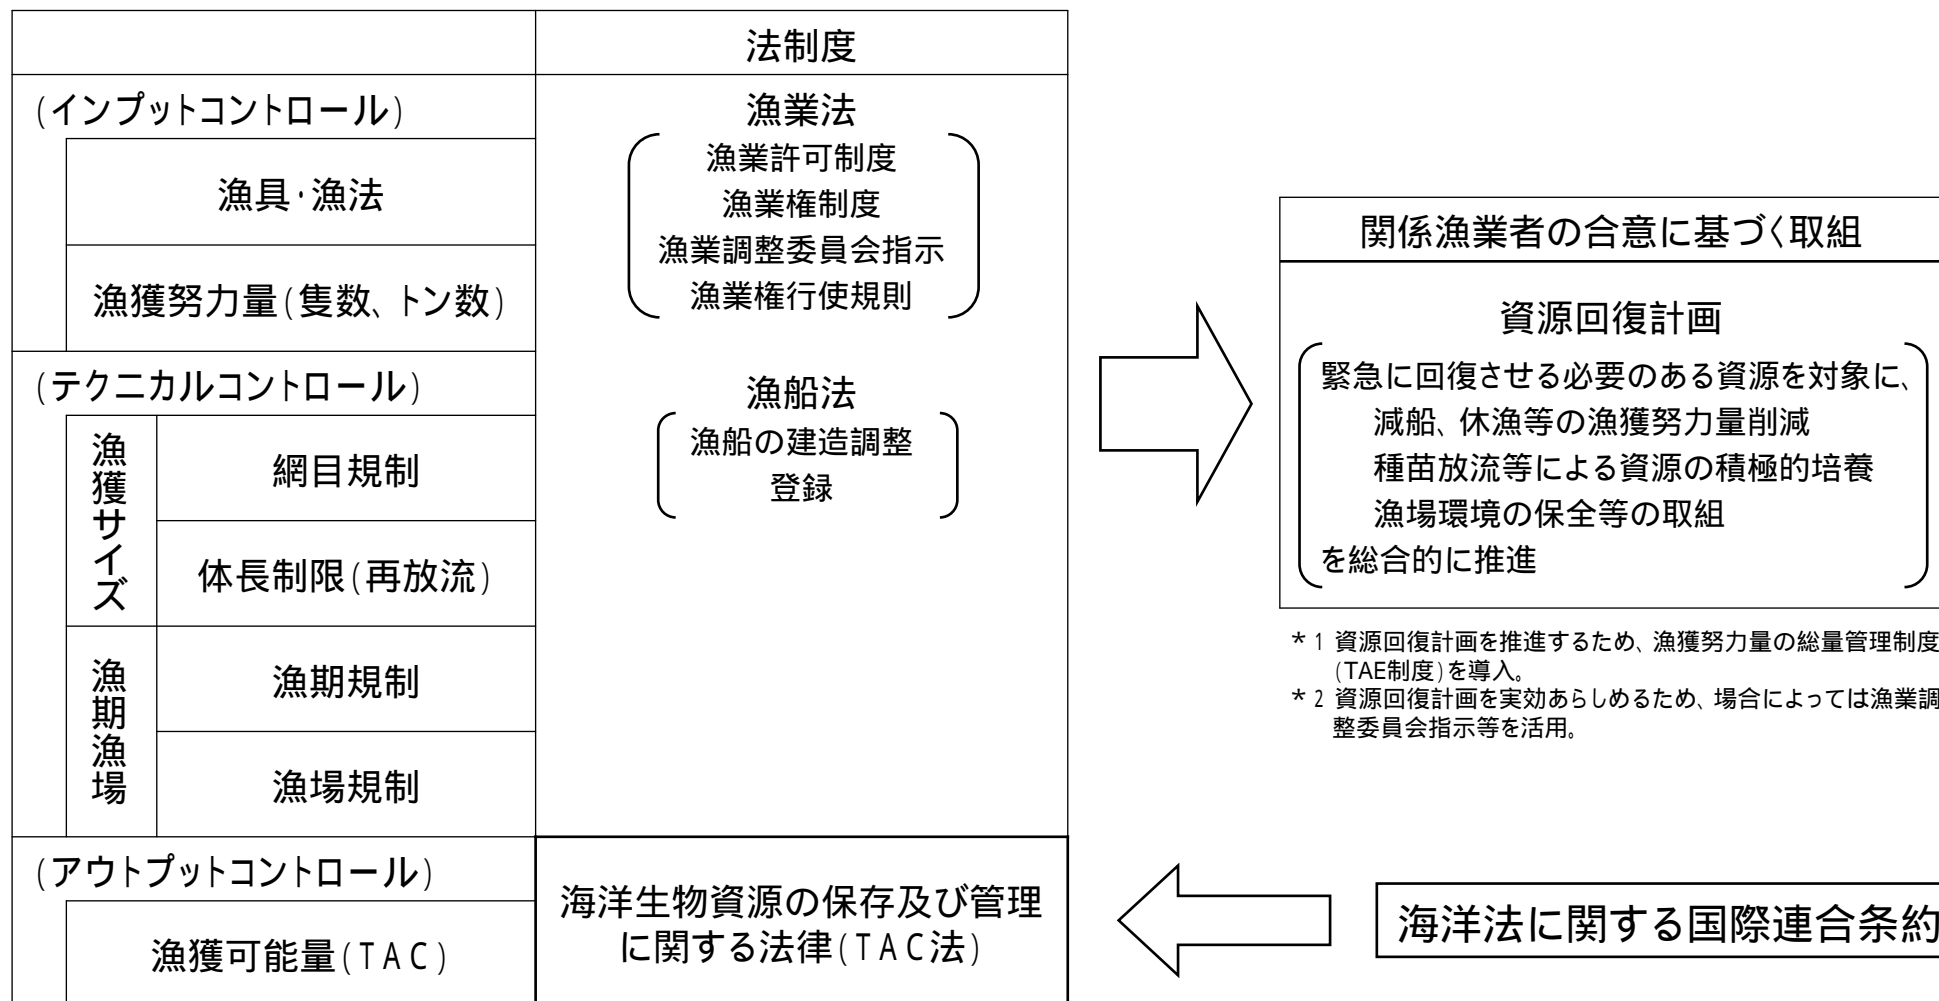 法制度
(インプットコントロール)
漁具・漁法
漁獲努力量(隻数、トン数)
(テクニカルコントロール)
漁獲サイズ
網目規制
体長制限(再放流)
漁期漁場
漁期規制
漁場規制
(アウトプットコントロール)
漁獲可能量(TAC)
漁業法
漁業許可制度
漁業権制度
漁業調整委員会指示
漁業権行使規則
漁船法
漁船の建造調整
登録
海洋生物資源の保存及び管理
に関する法律(TAC法)
関係漁業者の合意に基づく取組
資源回復計画
緊急に回復させる必要のある資源を対象に、
減船、休漁等の漁獲努力量削減
種苗放流等による資源の積極的培養
漁場環境の保全等の取組
を総合的に推進
*1 資源回復計画を推進するため、漁獲努力量の総量管理制度
(TAE制度)を導入。
*2 資源回復計画を実効あらしめるため、場合によっては漁業調
整委員会指示等を活用。
海洋法に関する国際連合条約